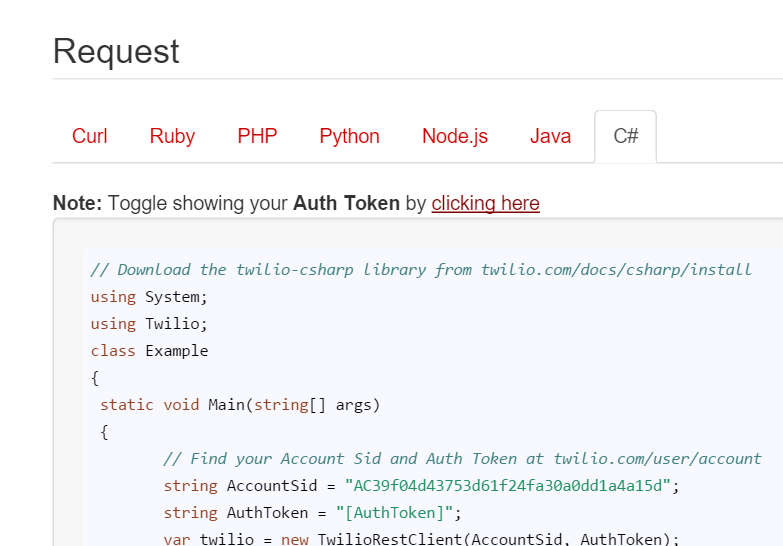 Request
Curl Ruby PHP Python Node.js Java C#
Note: Toggle showing your Auth Token by clicking here
// Download the twilio-csharp library from twilio.com/docs/csharp/install
using System;
using Twilio;
class Example
{
static void Main(string[] args)
{
// Find your Account Sid and Auth Token at twilio.com/user/account
string AccountSid = "AC39f04d43753d61f24fa30a0dd1a4a15d";
string AuthToken = "[AuthToken]";
var twilio = new TwilioRestClient(AccountSid, AuthToken);